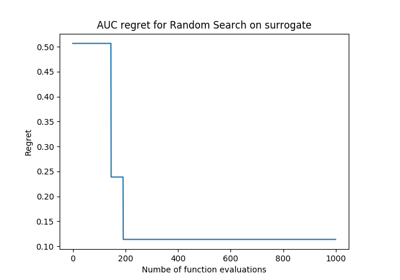 AUC regret for Random Search on surrogate
0.50
0.45
0.40
0.35
0.30
0.25
0.20
0.15
0.10
Regret
0 200 400 600 800 1000
Numbe of function evaluations